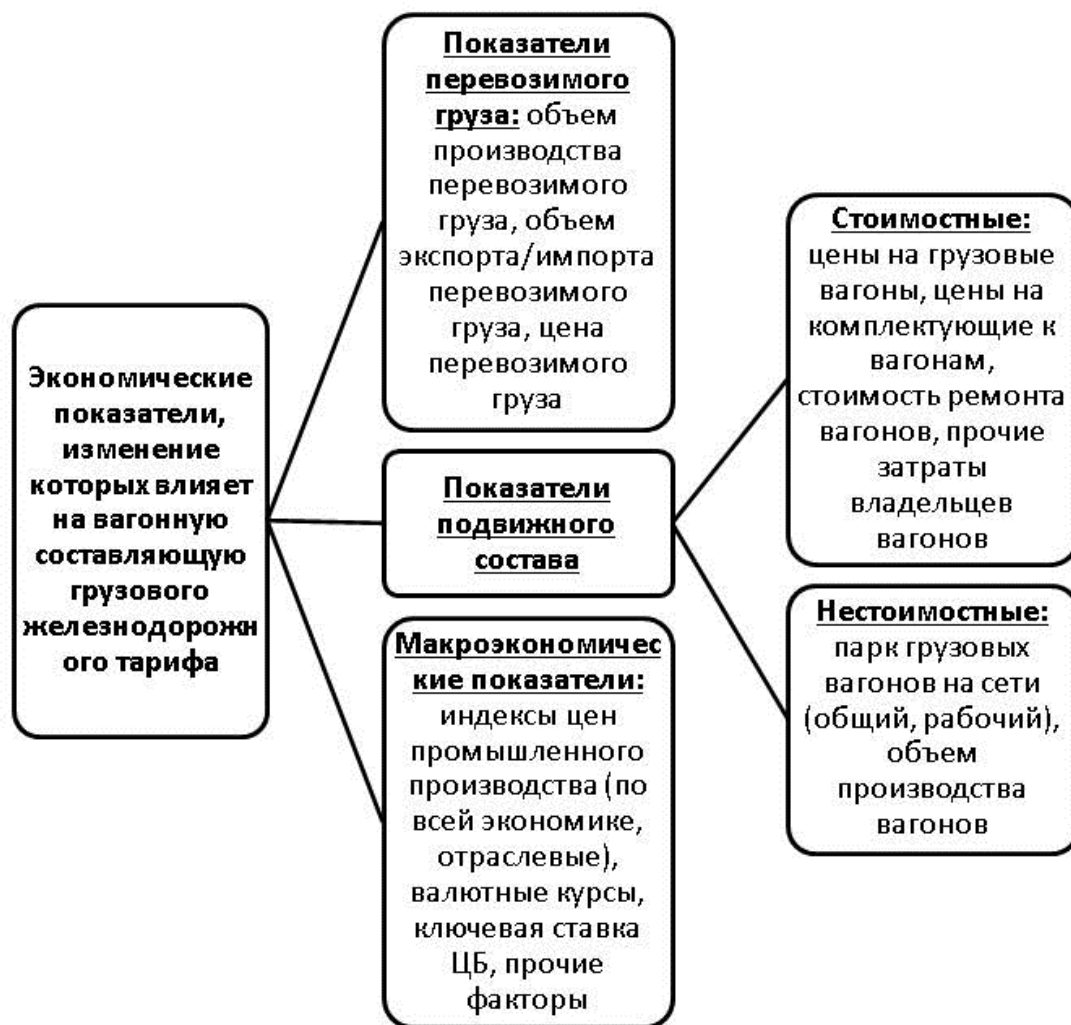 Экономические
показатели,
изменение
которых влияет
на вагонную
составляющую
грузового
железнодорожн
ого тарифа
Показатели
перевозимого
груза: объем
производства
перевозимого
груза, объем
экспорта/импорта
перевозимого
груза, цена
перевозимого
груза
Показатели
подвижного
состава
Макроэкономичес
кие показатели:
индексы цен
промышленного
производства (по
всей экономике,
отраслевые),
валютные курсы,
ключевая ставка
ЦБ, прочие
факторы
Стоимостные:
цены на грузовые
вагоны, цены на
комплектующие к
вагонам,
стоимость ремонта
вагонов, прочие
затраты
владельцев
вагонов
Нестоимостные:
парк грузовых
вагонов на сети
(общий, рабочий),
объем
производства
вагонов